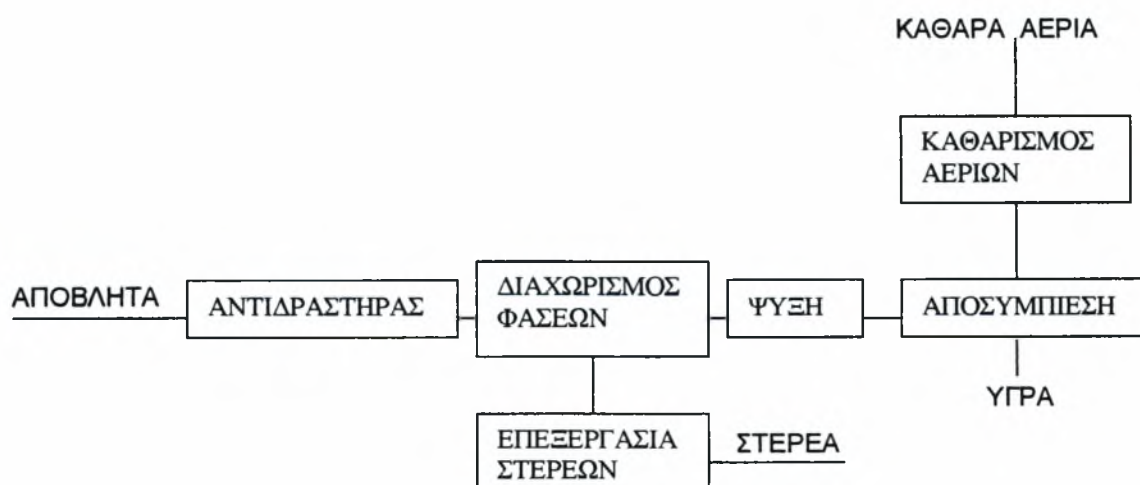 ΚΑΘΑΡΑ ΑΕΡΙΑ
ΚΑΘΑΡΙΣΜΟΣ
ΑΕΡΙΩΝ
ΑΠΟΒΛΗΤΑ
ΑΝΤΙΔΡΑΣΤΗΡΑΣ
ΔΙΑΧΩΡΙΣΜΟΣ
ΦΑΣΕΩΝ
ΨΥΞΗ
ΑΠΟΣΥΜΠΙΕΣΗ
ΥΓΡΑ
ΕΠΕΞΕΡΓΑΣΙΑ
ΣΤΕΡΕΩΝ
ΣΤΕΡΕΑ